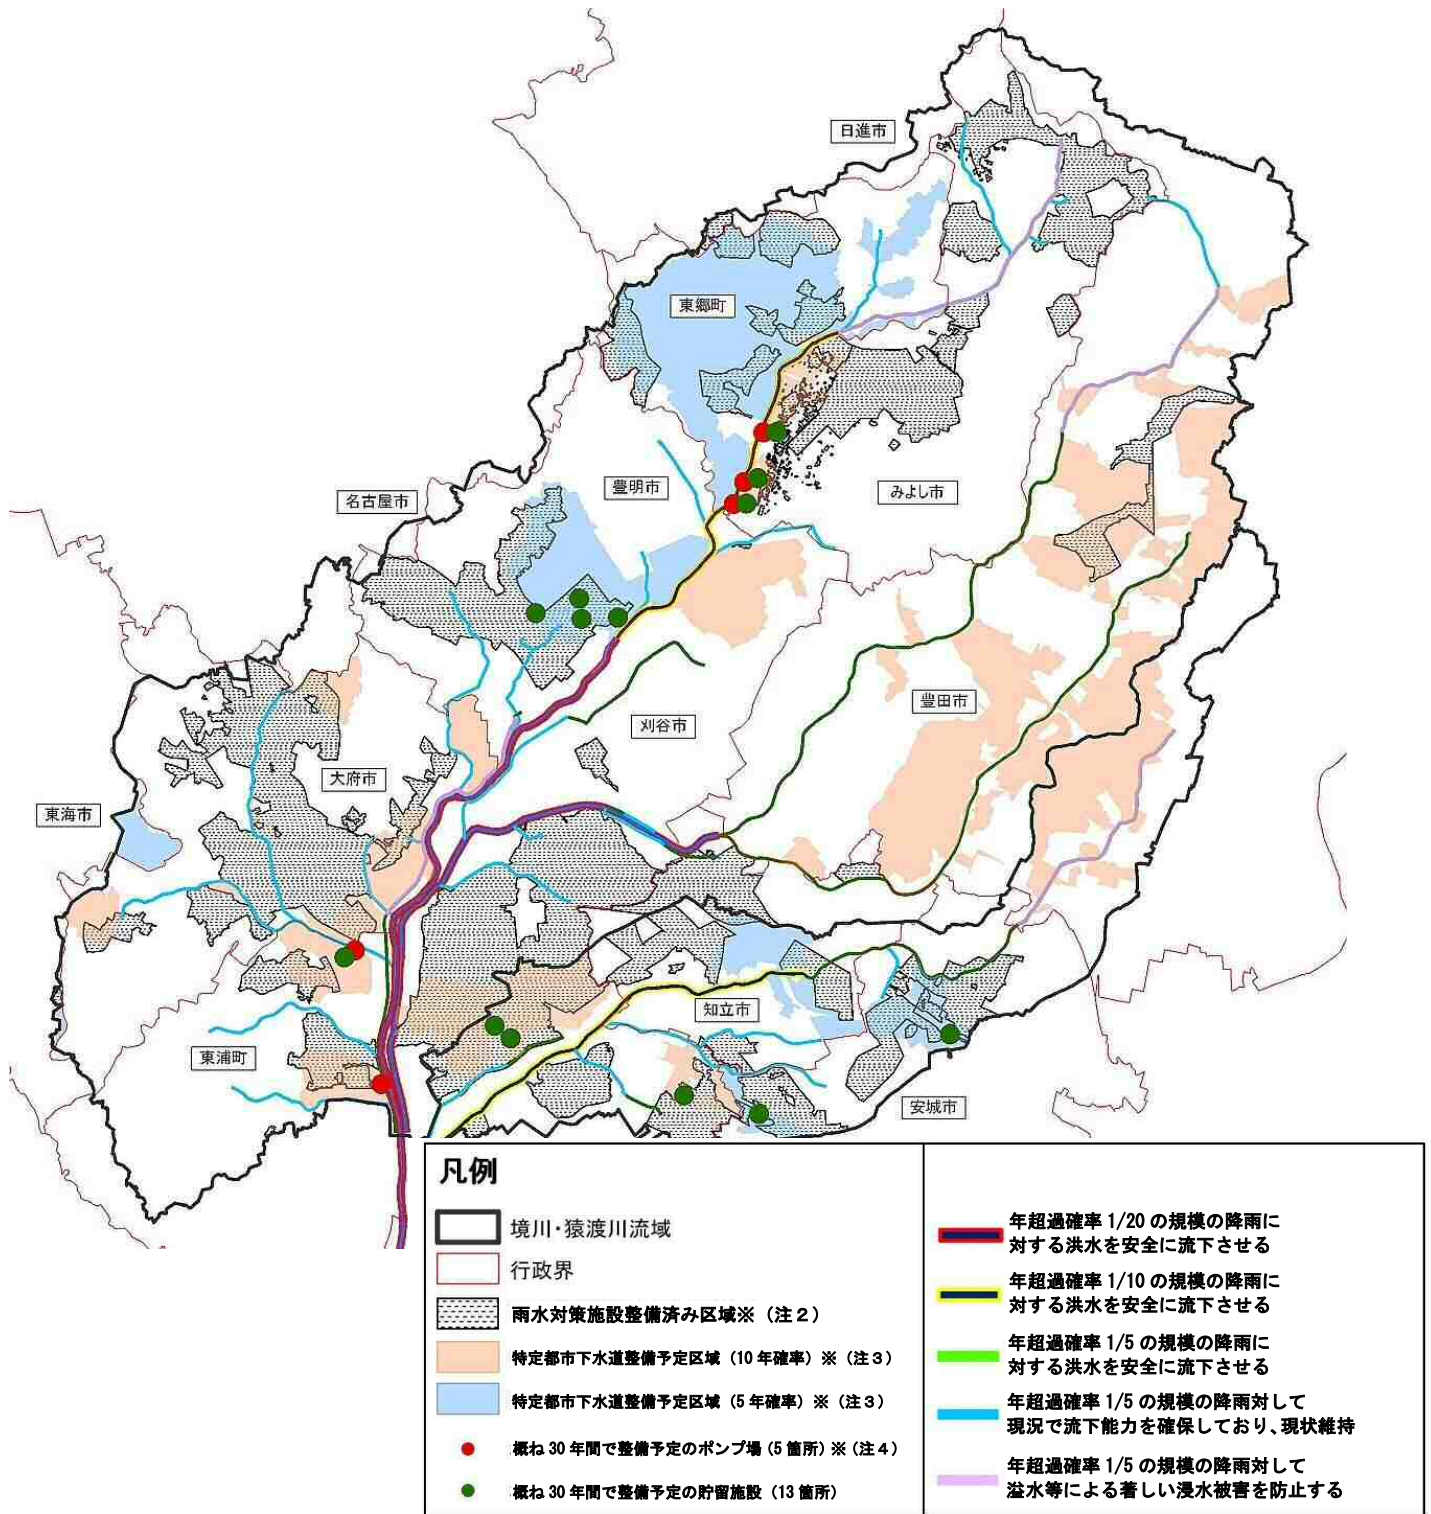 日進市
東郷町
名古屋市
豊明市
みよし市
刈谷市
豊田市
大府市
東海市
知立市
東浦町
安城市
凡例
境川・猿渡川流域
行政界
雨水対策施設整備済み区域※（注２）
特定都市下水道整備予定区域（10 年確率）※（注３）
特定都市下水道整備予定区域（5 年確率）※（注３）
概ね 30 年間で整備予定のポンプ場（5 箇所）※（注４）
概ね 30 年間で整備予定の貯留施設（13 箇所）
年超過確率 1/20 の規模の降雨に
対する洪水を安全に流下させる
年超過確率 1/10 の規模の降雨に
対する洪水を安全に流下させる
年超過確率 1/5 の規模の降雨に
対する洪水を安全に流下させる
年超過確率 1/5 の規模の降雨対して
現況で流下能力を確保しており、現状維持
年超過確率 1/5 の規模の降雨対して
溢水等による著しい浸水被害を防止する